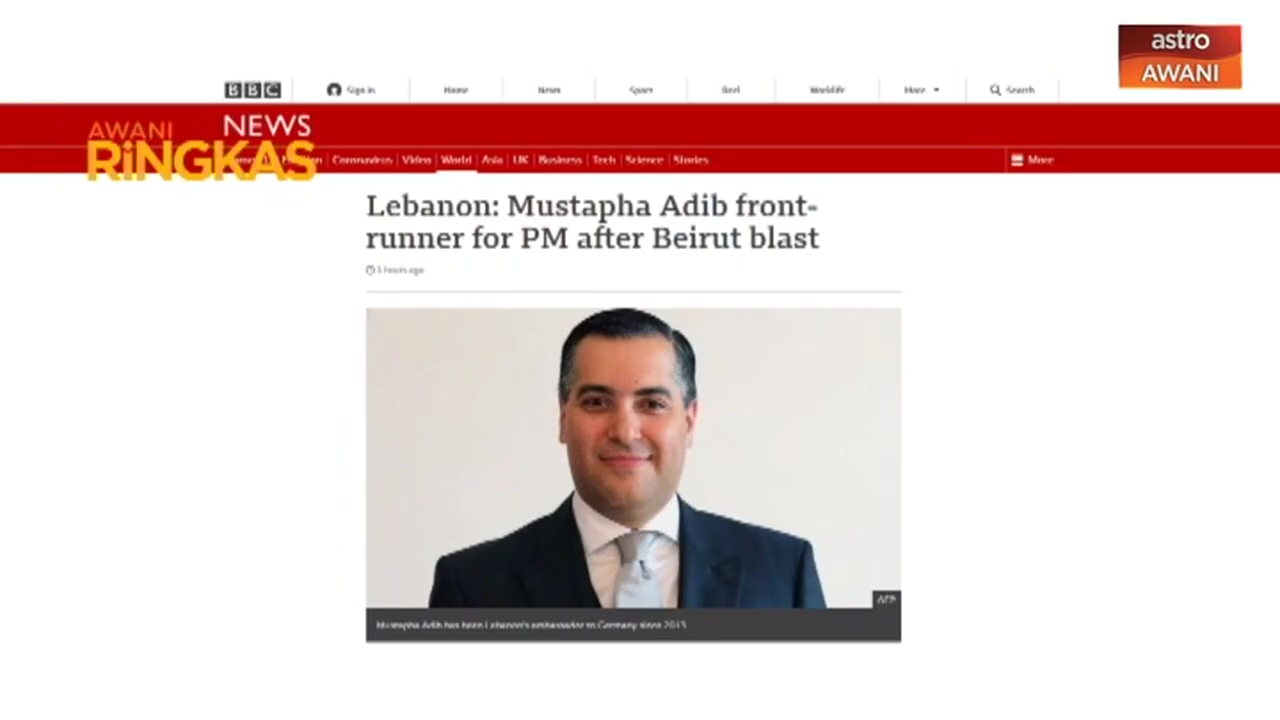 astro
AWANI
BBC
Sign in
Home
News
Sport
Reel
Worklife
More
Search
NEWS
AWANI
RiNGKAS
Coronavirus
Video
World
Asia
UK
Business
Tech
Science
Stories
More
Lebanon: Mustapha Adib front-
runner for PM after Beirut blast
hours ago
AFP
Mustapha Adib has been Lebanon's ambassador to Germany since 2013